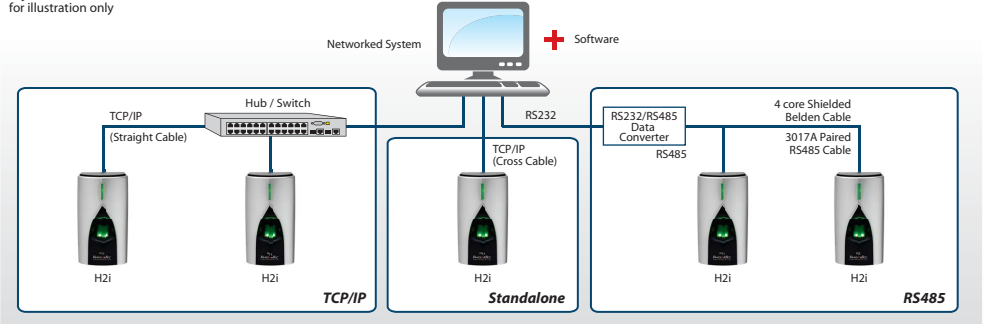 for illustration only
Networked System
Software
TCP/IP
(Straight Cable)
Hub / Switch
H2i
H2i
TCP/IP
TCP/IP
(Cross Cable)
H2i
Standalone
RS232
RS232/RS485
Data
Converter
RS485
4 core Shielded
Belden Cable
3017A Paired
RS485 Cable
H2i
H2i
RS485